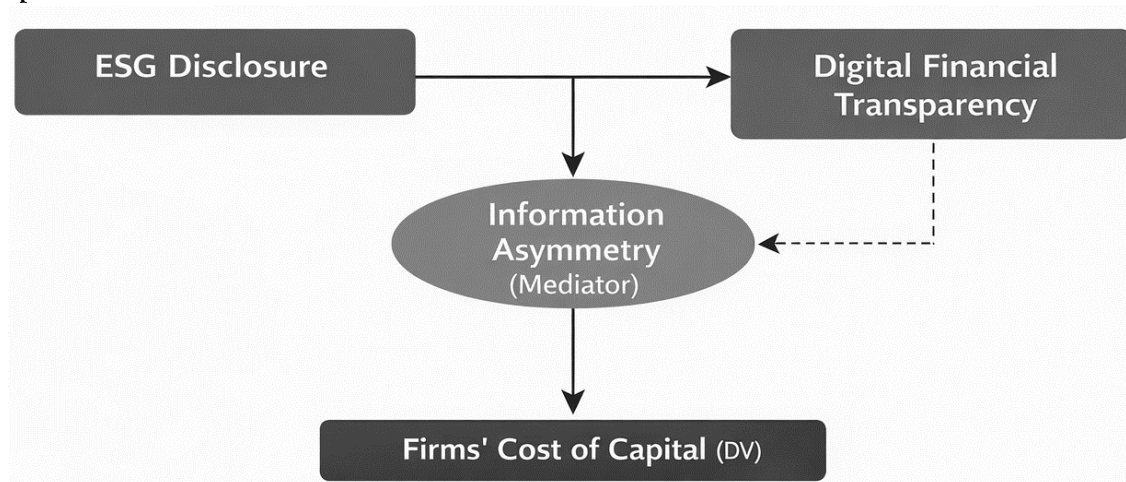 ESG Disclosure
Digital Financial
Transparency
Information
Asymmetry
(Mediator)
Firms' Cost of Capital (DV)